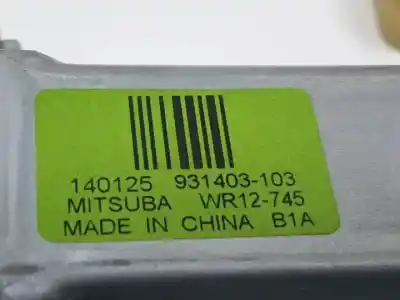 140125 931403-103
MITSUBA WR12-745
MADE IN CHINA B1A